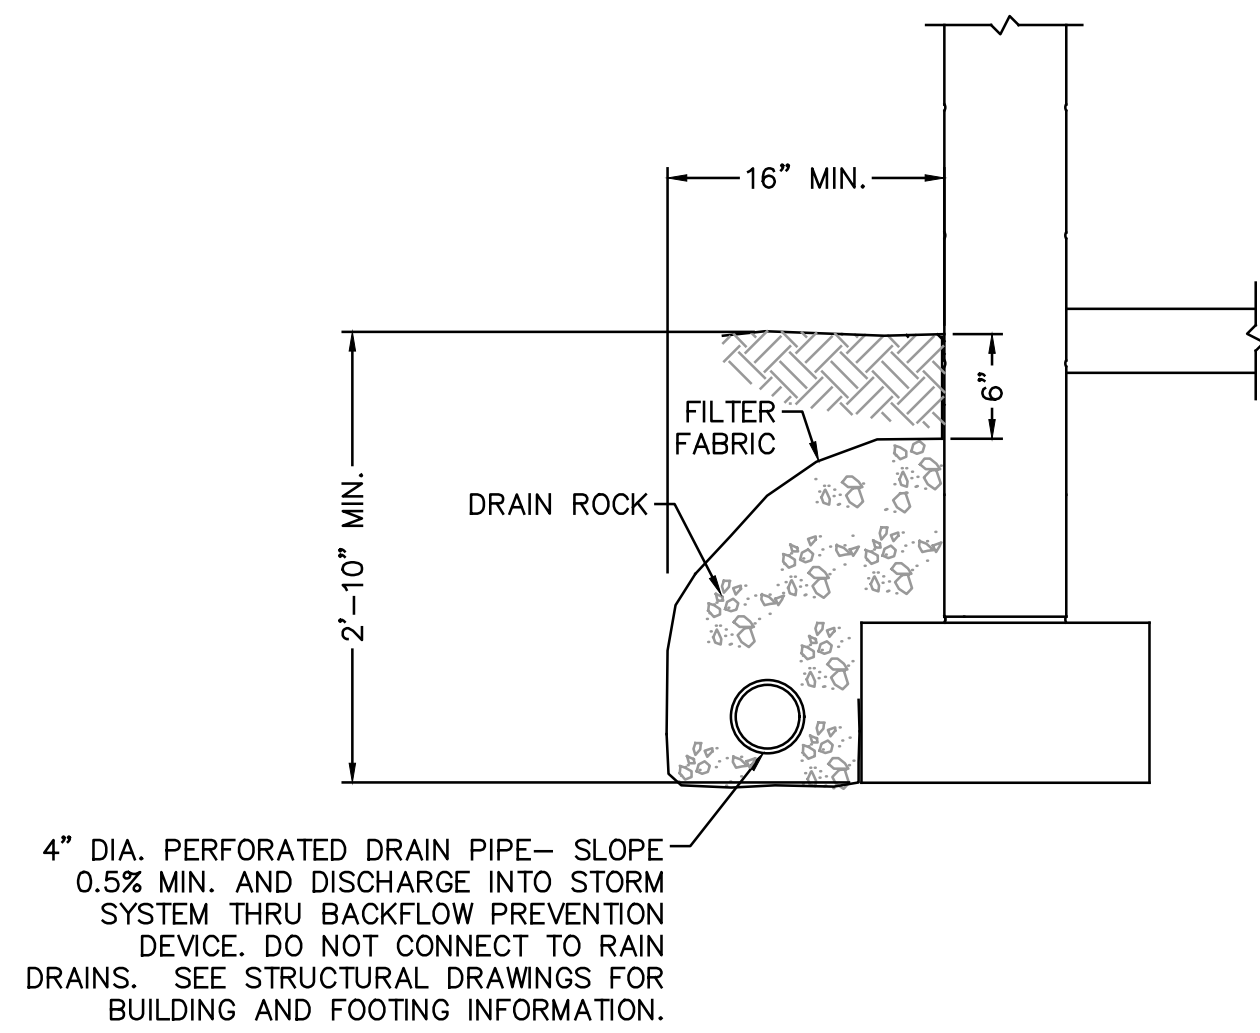 16” MIN.
6”
FILTER
FABRIC
DRAIN ROCK
2’–10” MIN.
4” DIA. PERFORATED DRAIN PIPE– SLOPE
0.5% MIN. AND DISCHARGE INTO STORM
SYSTEM THRU BACKFLOW PREVENTION
DEVICE. DO NOT CONNECT TO RAIN
DRAINS. SEE STRUCTURAL DRAWINGS FOR
BUILDING AND FOOTING INFORMATION.